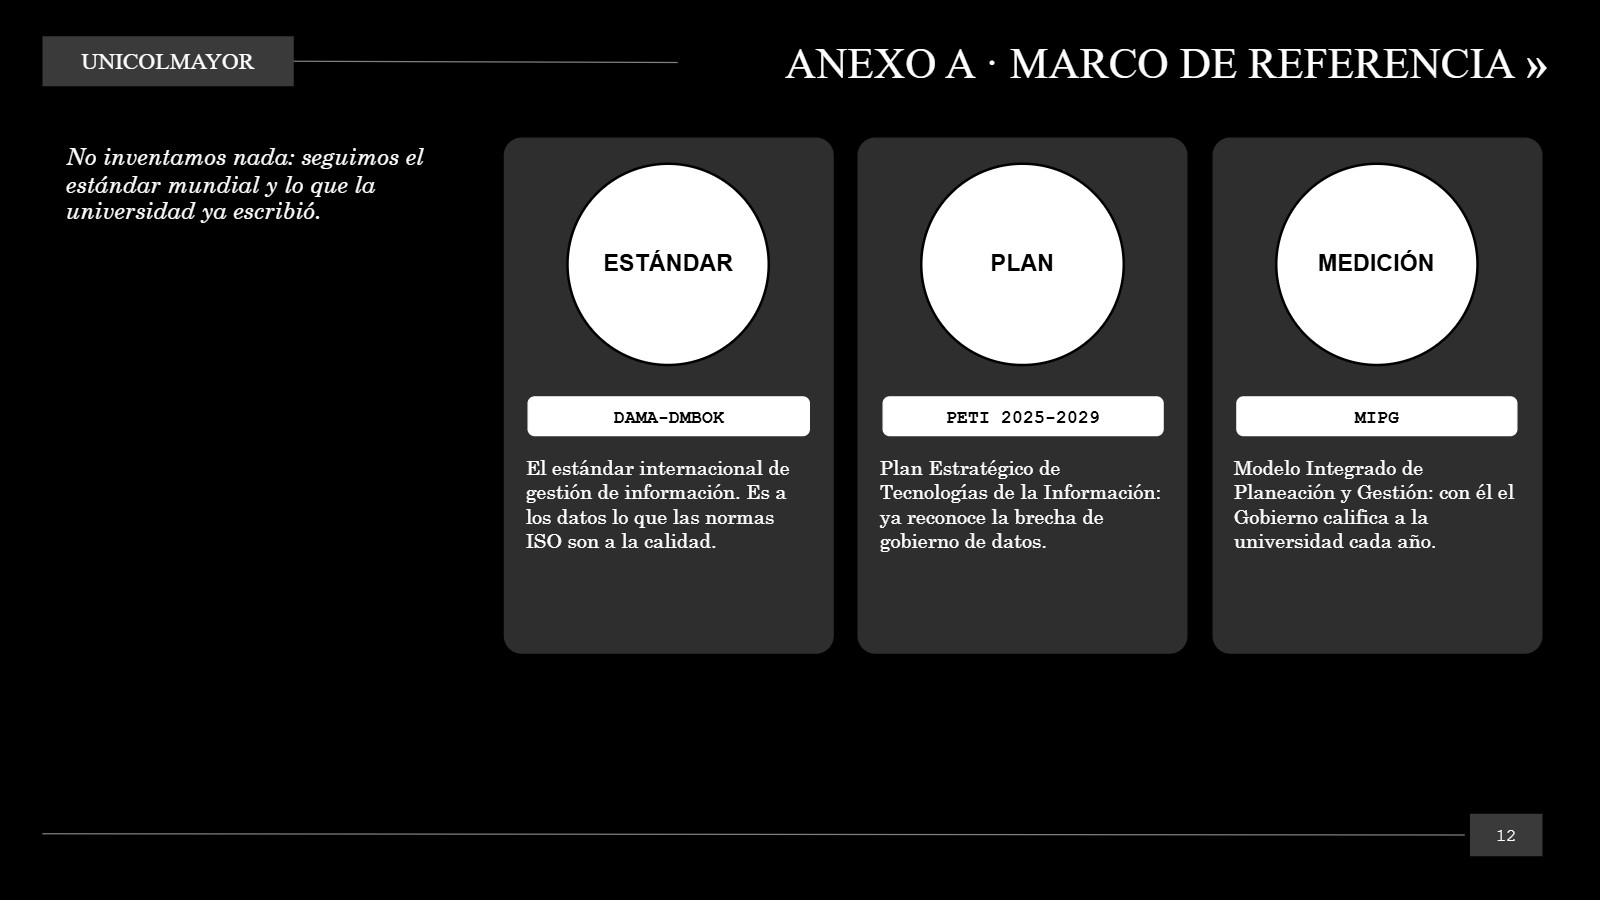 UNICOLMAYOR
ANEXO A · MARCO DE REFERENCIA »
No inventamos nada: seguimos el
estándar mundial y lo que la
universidad ya escribió.
ESTÁNDAR
DAMA-DMBOK
El estándar internacional de
gestión de información. Es a
los datos lo que las normas
ISO son a la calidad.
PLAN
PETI 2025-2029
Plan Estratégico de
Tecnologías de la Información:
ya reconoce la brecha de
gobierno de datos.
MEDICIÓN
MIPG
Modelo Integrado de
Planeación y Gestión: con él el
Gobierno califica a la
universidad cada año.
12